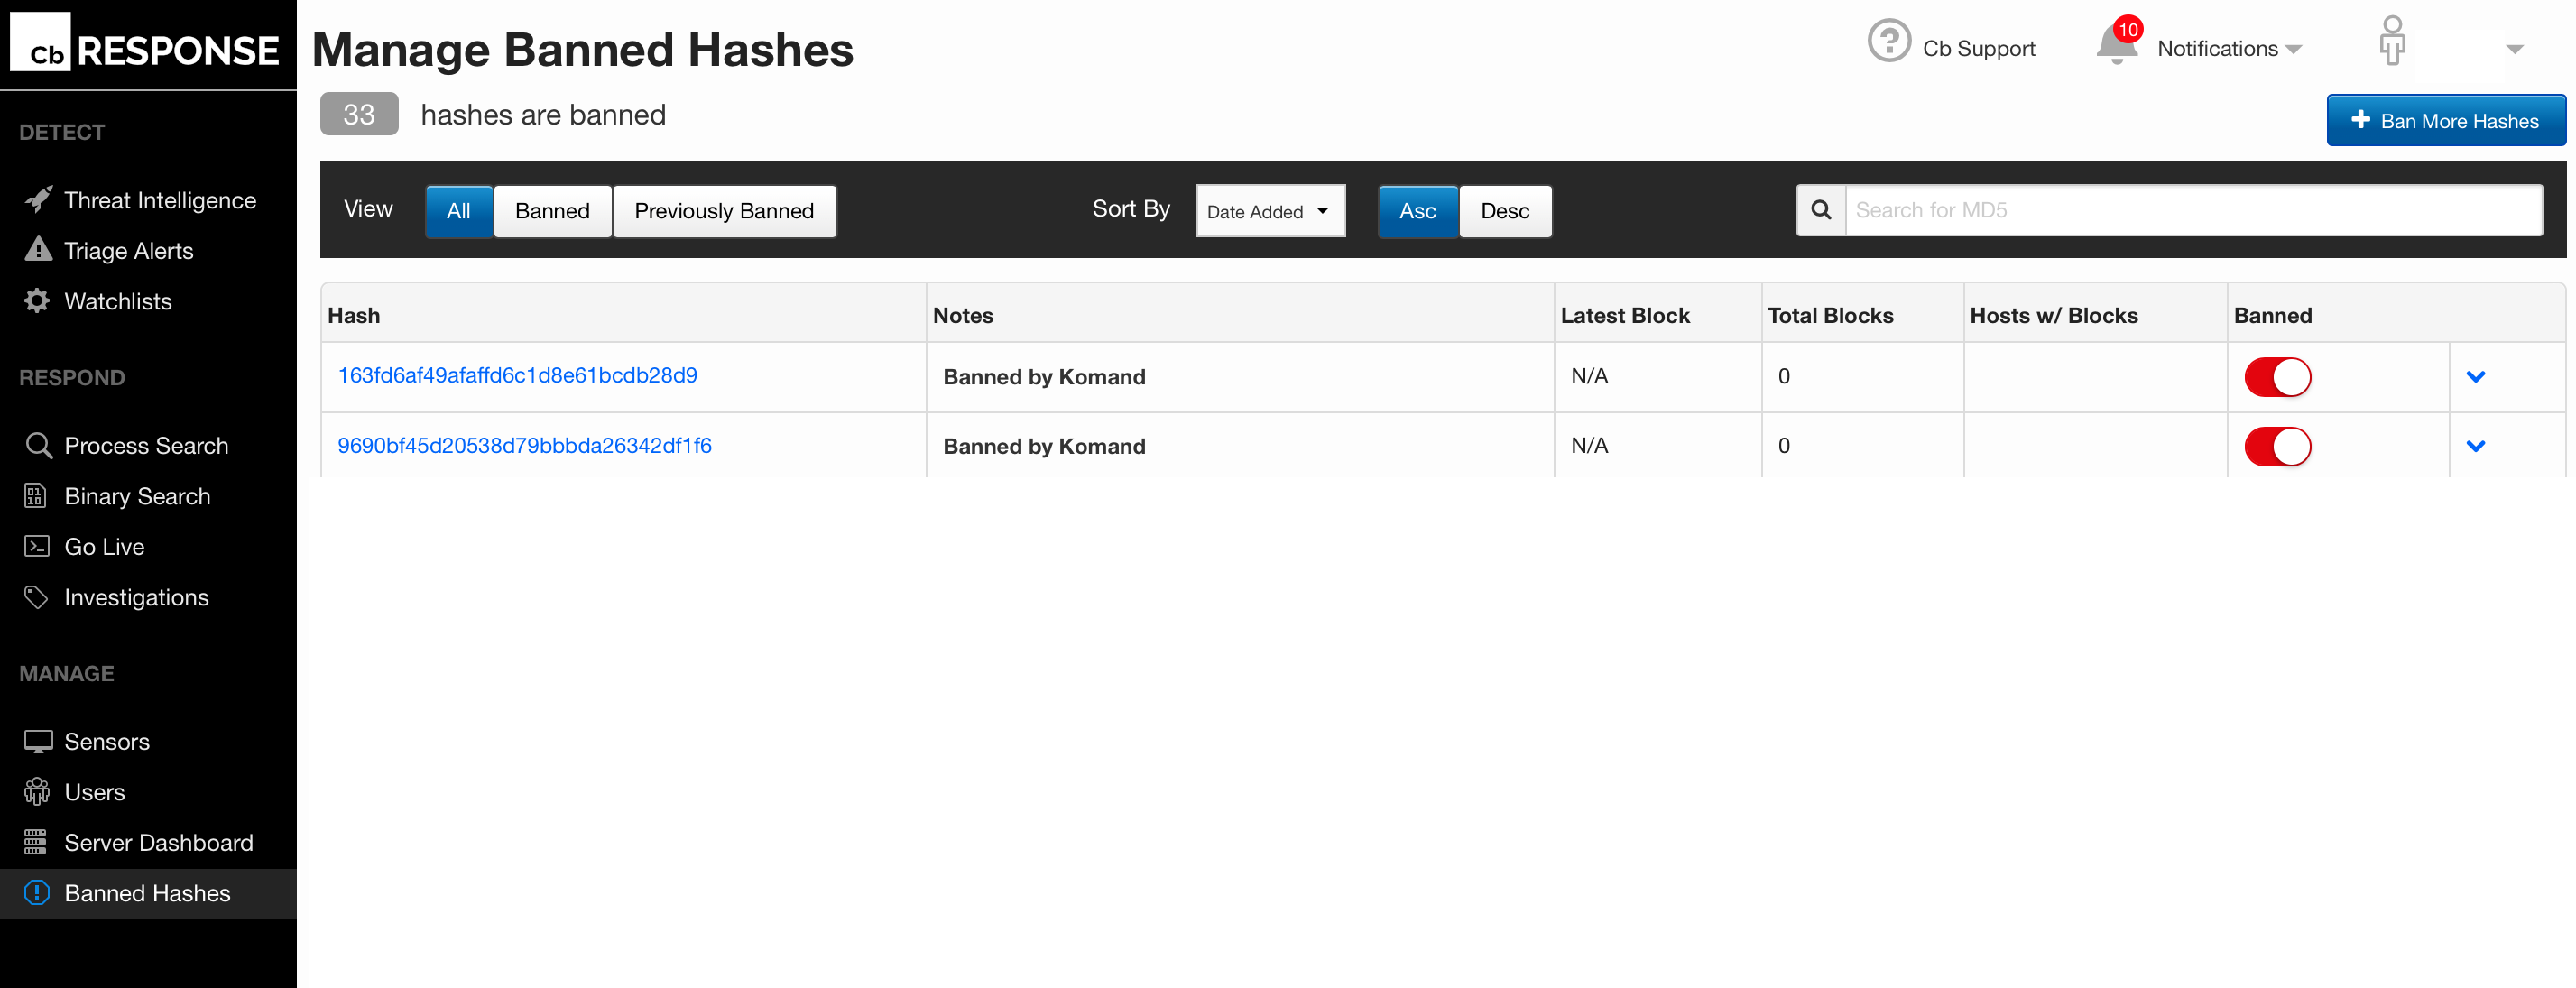 Cb RESPONSE
DETECT
Threat Intelligence
Triage Alerts
Watchlists
RESPOND
Process Search
Binary Search
Go Live
Investigations
MANAGE
Sensors
Users
Server Dashboard
Banned Hashes
Manage Banned Hashes
Cb Support
10
Notifications
33 hashes are banned
Ban More Hashes
View All Banned Previously Banned Sort By Date Added Asc Desc Search for MD5
Hash Notes Latest Block Total Blocks Hosts w/ Blocks Banned
163fd6af49afaffd6c1d8e61bcdb28d9 Banned by Komand N/A 0
9690bf45d20538d79bbbda26342df1f6 Banned by Komand N/A 0